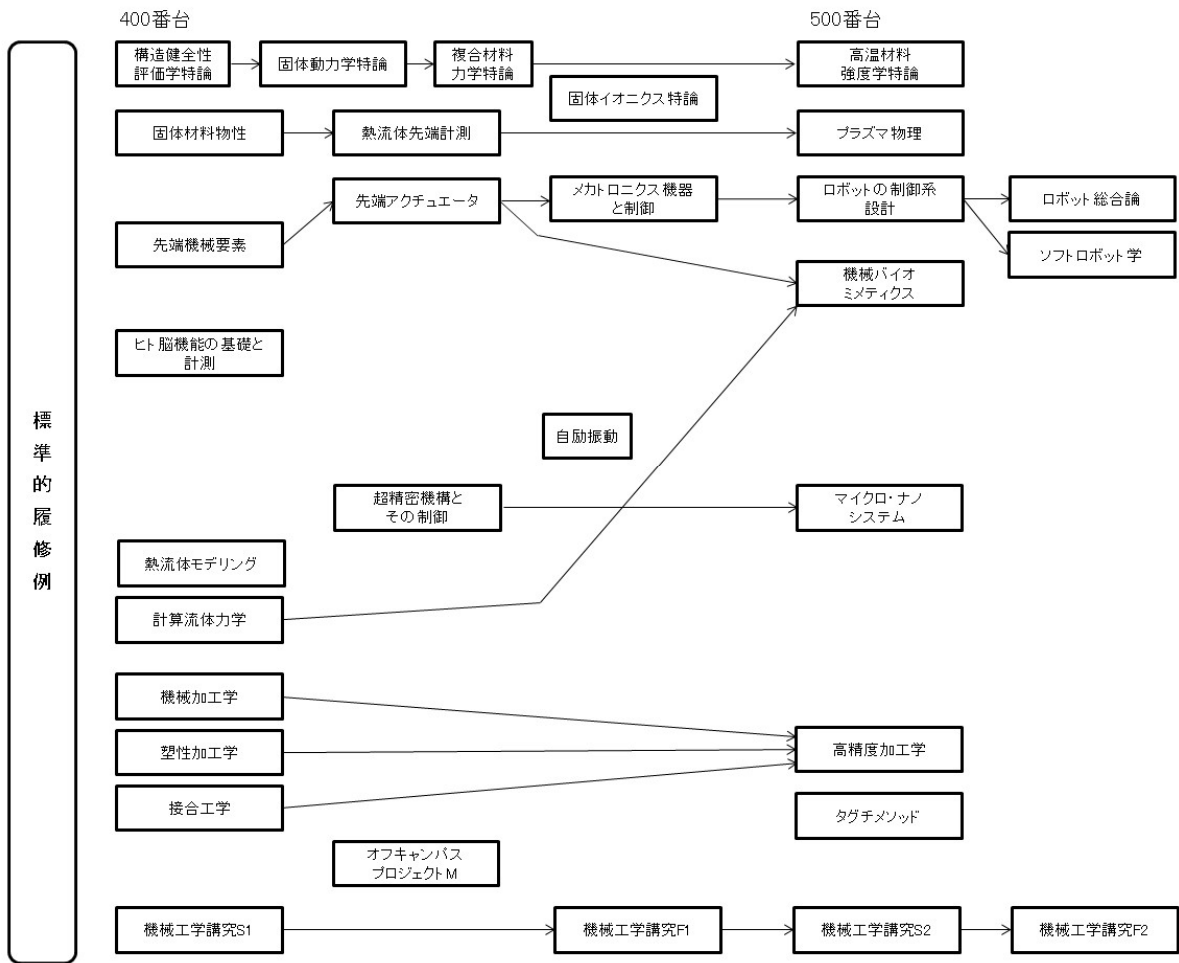 400番台
500番台
標準的履修例
構造健全性
評価学特論
固体動力学特論
複合材料
力学特論
高温材料
強度学特論
固体イオニクス特論
固体材料物性
熱流体先端計測
プラズマ物理
先端機械要素
先端アクチュエータ
メカトロニクス機器
と制御
ロボットの制御系
設計
ロボット総合論
ソフトロボット学
機械バイオ
ミメティクス
ヒト脳機能の基礎と
計測
自励振動
超精密機構と
その制御
マイクロ・ナノ
システム
熱流体モデリング
計算流体力学
機械加工学
塑性加工学
高精度加工学
接合工学
タグチメソッド
オフキャンパス
プロジェクトM
機械工学講究S1
機械工学講究F1
機械工学講究S2
機械工学講究F2